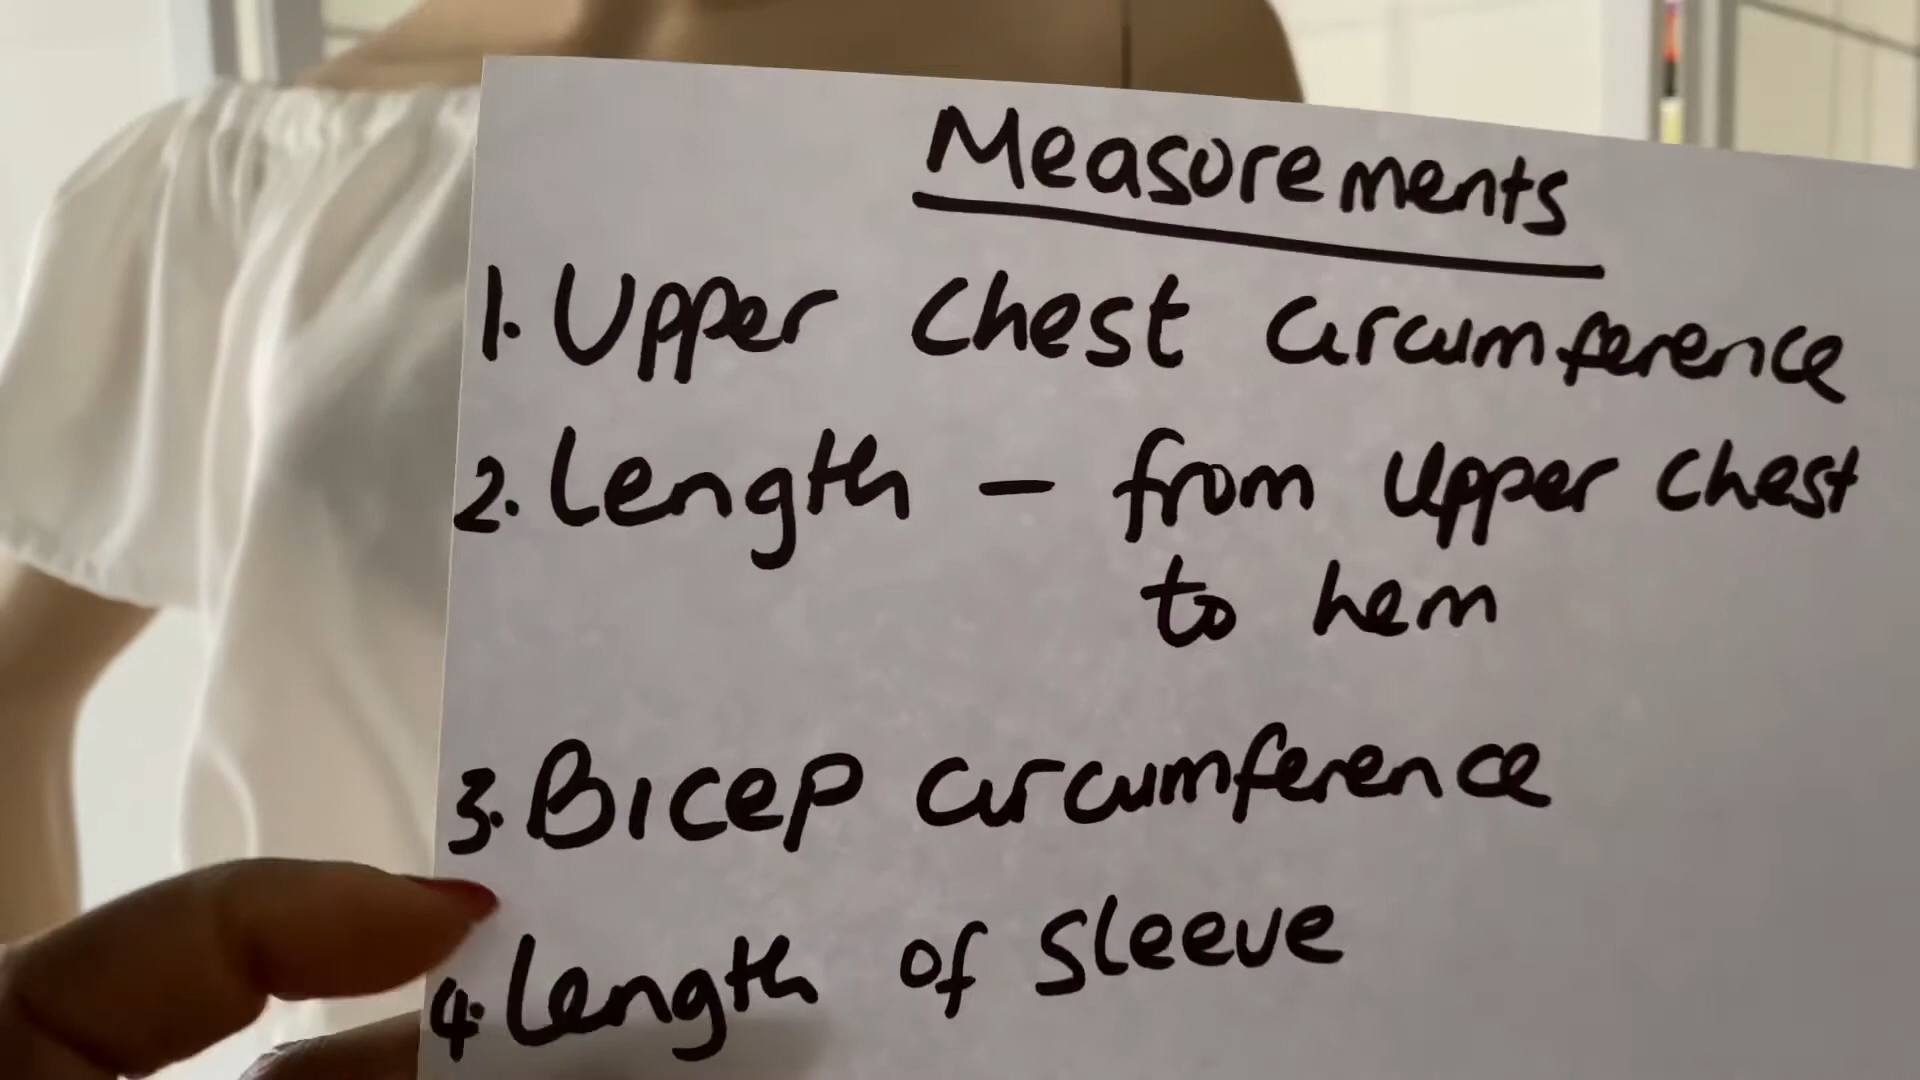 Measurements
1. Upper chest circumference
2. Length - from Upper chest
to hem
3. Bicep circumference
4. Length of Sleeve